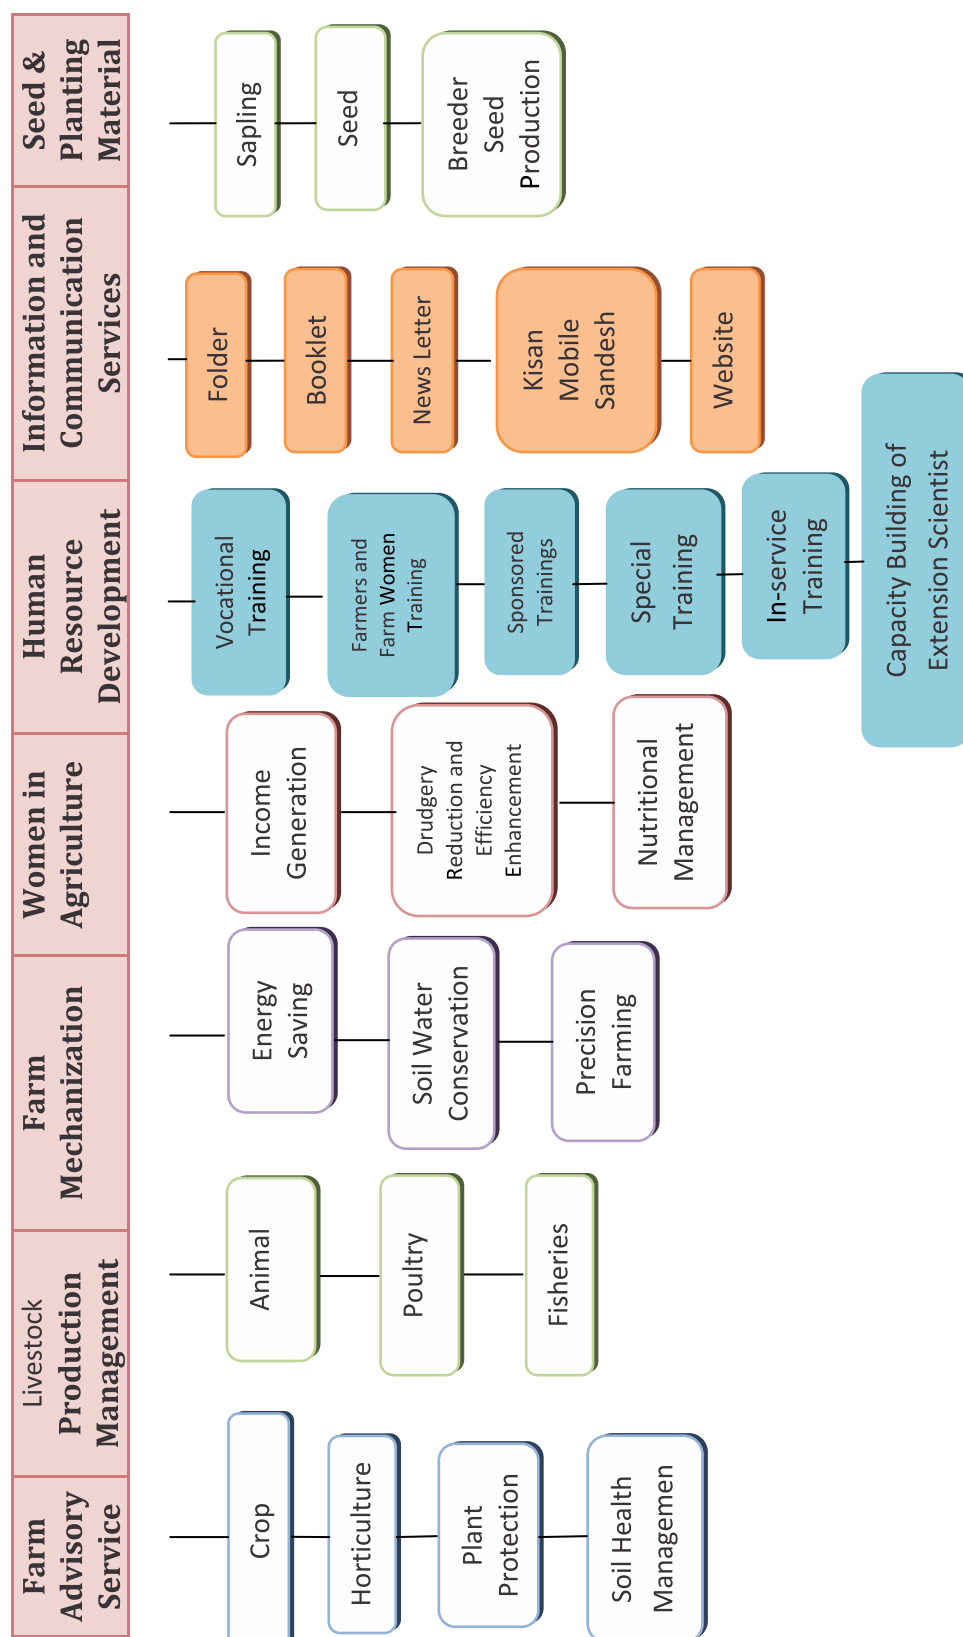 Farm
Advisory
Service
Livestock
Production
Management
Farm
Mechanization
Women in
Agriculture
Human
Resource
Development
Information and
Communication
Services
Seed &
Planting
Material
Crop
Horticulture
Plant
Protection
Soil Health
Managemen
Animal
Poultry
Fisheries
Energy
Saving
Soil Water
Conservation
Precision
Farming
Income
Generation
Drudgery
Reduction and
Efficiency
Enhancement
Nutritional
Management
Vocational
Training
Farmers and
Farm Women
Training
Sponsored
Trainings
Special
Training
In-service
Training
Capacity Building of
Extension Scientist
Folder
Booklet
News Letter
Kisan
Mobile
Sandesh
Website
Sapling
Seed
Breeder
Seed
Production